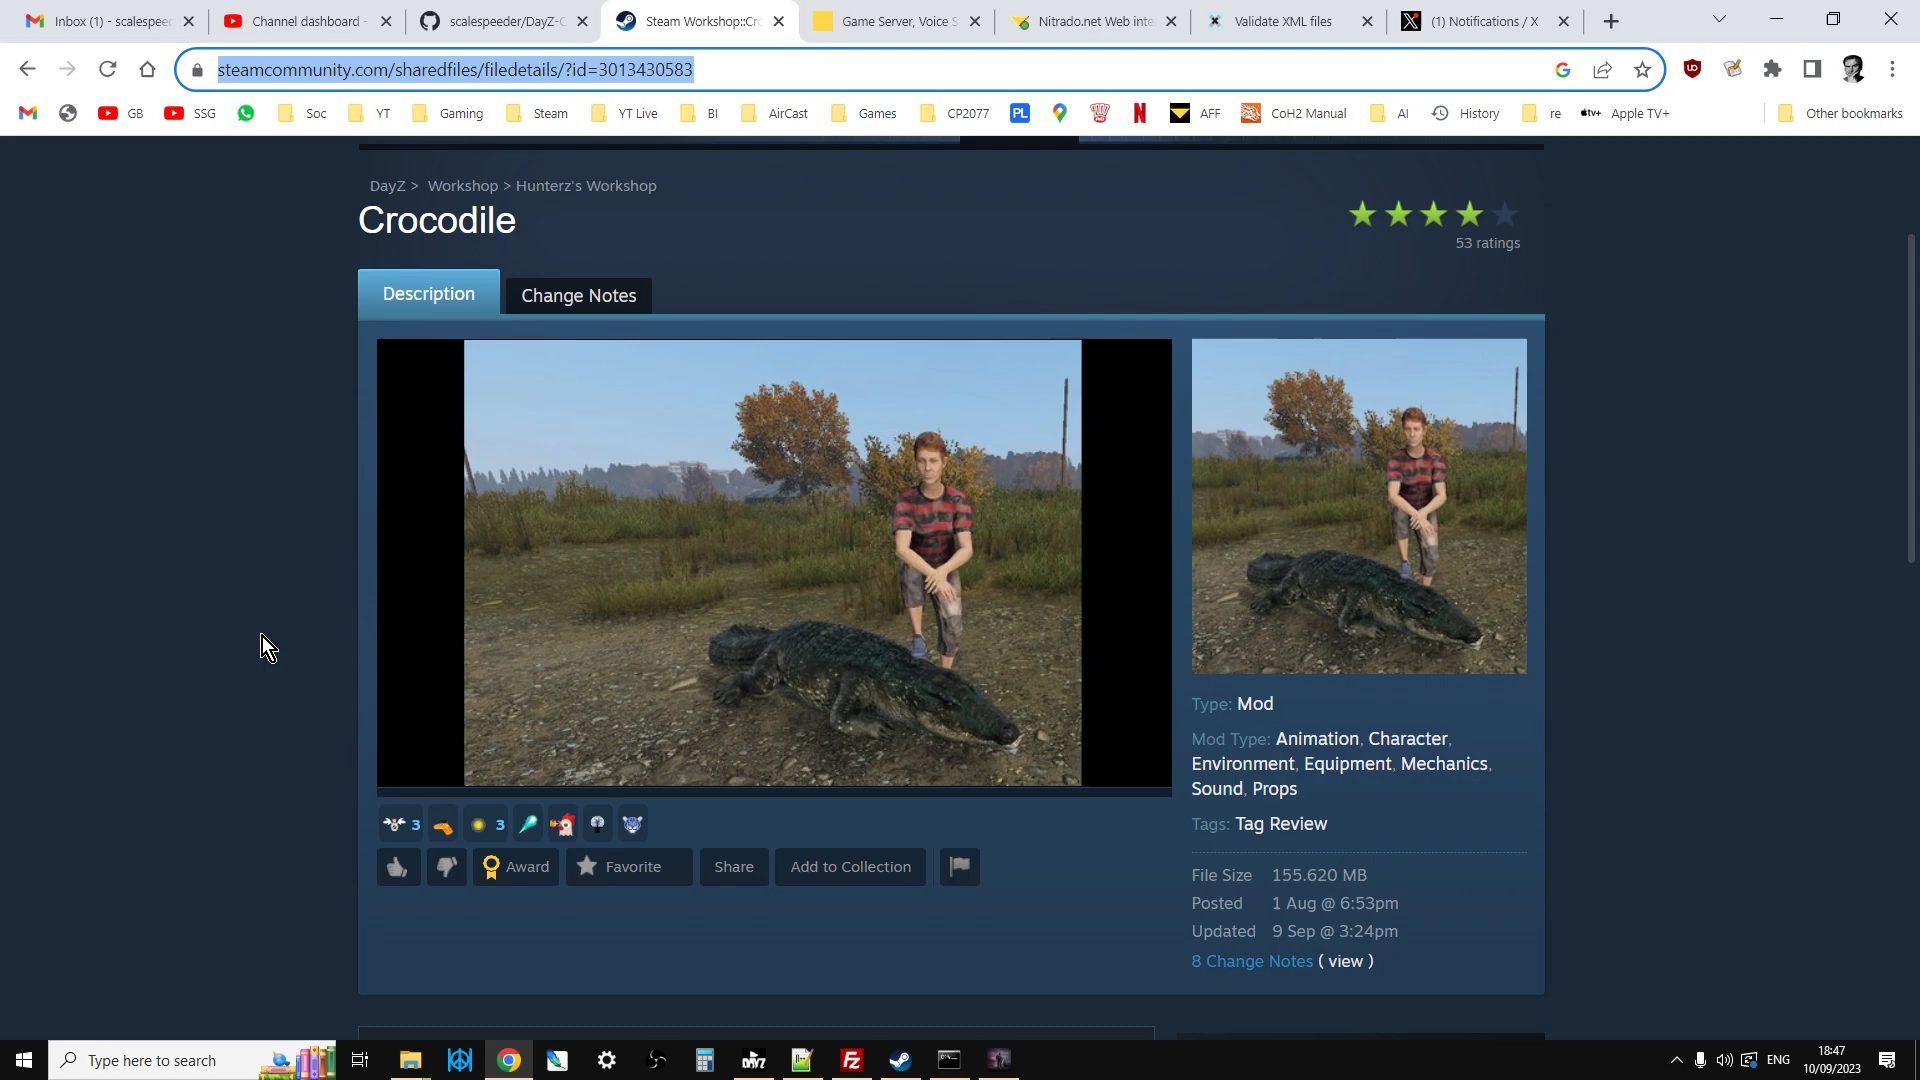 Inbox (1) - scalespeed
Channel dashboard -
scalespeeder/DayZ-C
Steam Workshop::Cro
Game Server, Voice S
Nitrado.net Web inte
Validate XML files
(1) Notifications / X
steamcommunity.com/sharedfiles/filedetails/?id=3013430583
GB
SSG
Soc
YT
Gaming
Steam
YT Live
BI
AirCast
Games
CP2077
PL
AFF
CoH2 Manual
AI
History
re
tv+
Apple TV+
Other bookmarks
DayZ > Workshop > Hunterz's Workshop
Crocodile
53 ratings
Description
Change Notes
Type: Mod
Mod Type: Animation, Character,
Environment, Equipment, Mechanics,
Sound, Props
Tags: Tag Review
3
3
Award
Favorite
Share
Add to Collection
File Size 155.620 MB
Posted 1 Aug @ 6:53pm
Updated 9 Sep @ 3:24pm
8 Change Notes ( view )
Type here to search
DAYZ
Fz
ENG
18:47
10/09/2023